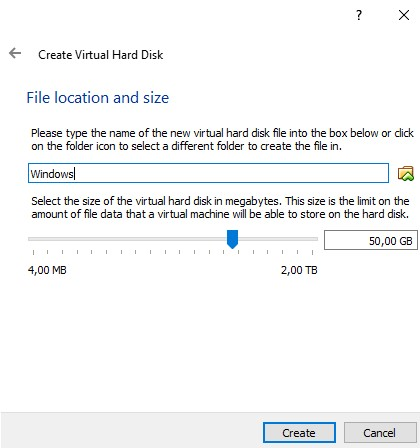 ?
Create Virtual Hard Disk
File location and size
Please type the name of the new virtual hard disk file into the box below or click
on the folder icon to select a different folder to create the file in.
Windows
Select the size of the virtual hard disk in megabytes. This size is the limit on the
amount of file data that a virtual machine will be able to store on the hard disk.
50,00 GB
4,00 MB 2,00 TB
Create Cancel